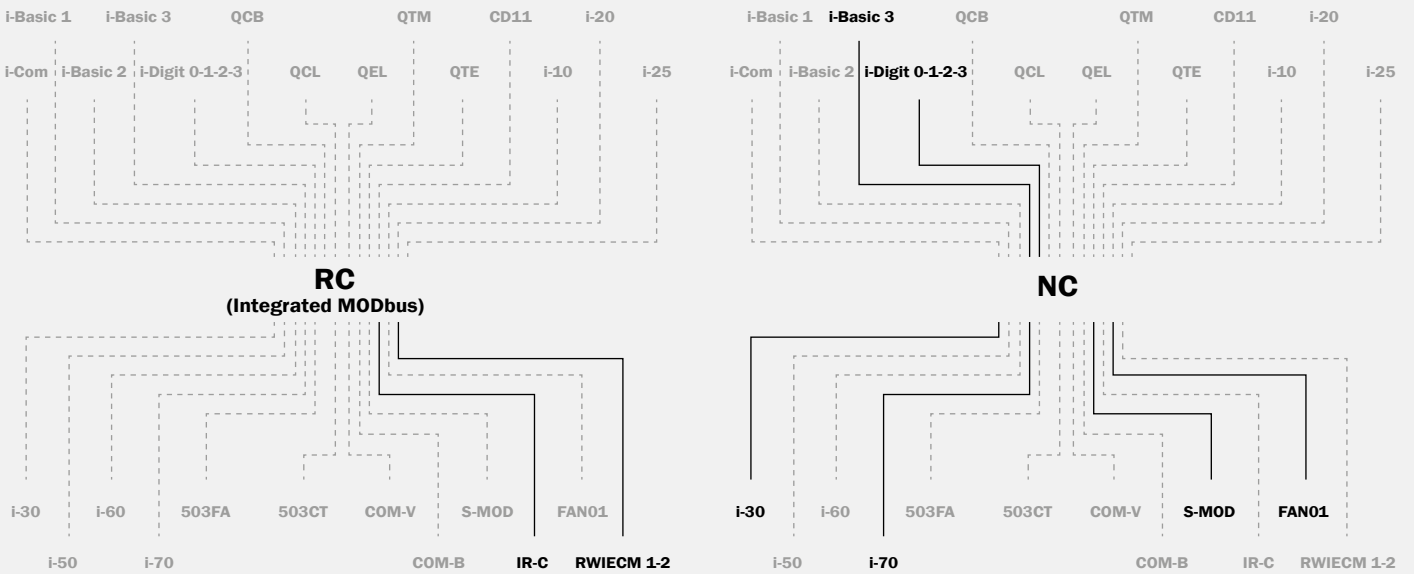 i-Basic 1 i-Basic 3 QCB QTM CD11 i-20
i-Com i-Basic 2 i-Digit 0-1-2-3 QCL QEL QTE i-10 i-25
RC
(Integrated MODbus)
i-30 i-60 503FA 503CT COM-V S-MOD FAN01
i-50 i-70 COM-B IR-C RWIECM 1-2
i-Basic 1 i-Basic 3 QCB QTM CD11 i-20
i-Com i-Basic 2 i-Digit 0-1-2-3 QCL QEL QTE i-10 i-25
NC
i-30 i-60 503FA 503CT COM-V S-MOD FAN01
i-50 i-70 COM-B IR-C RWIECM 1-2